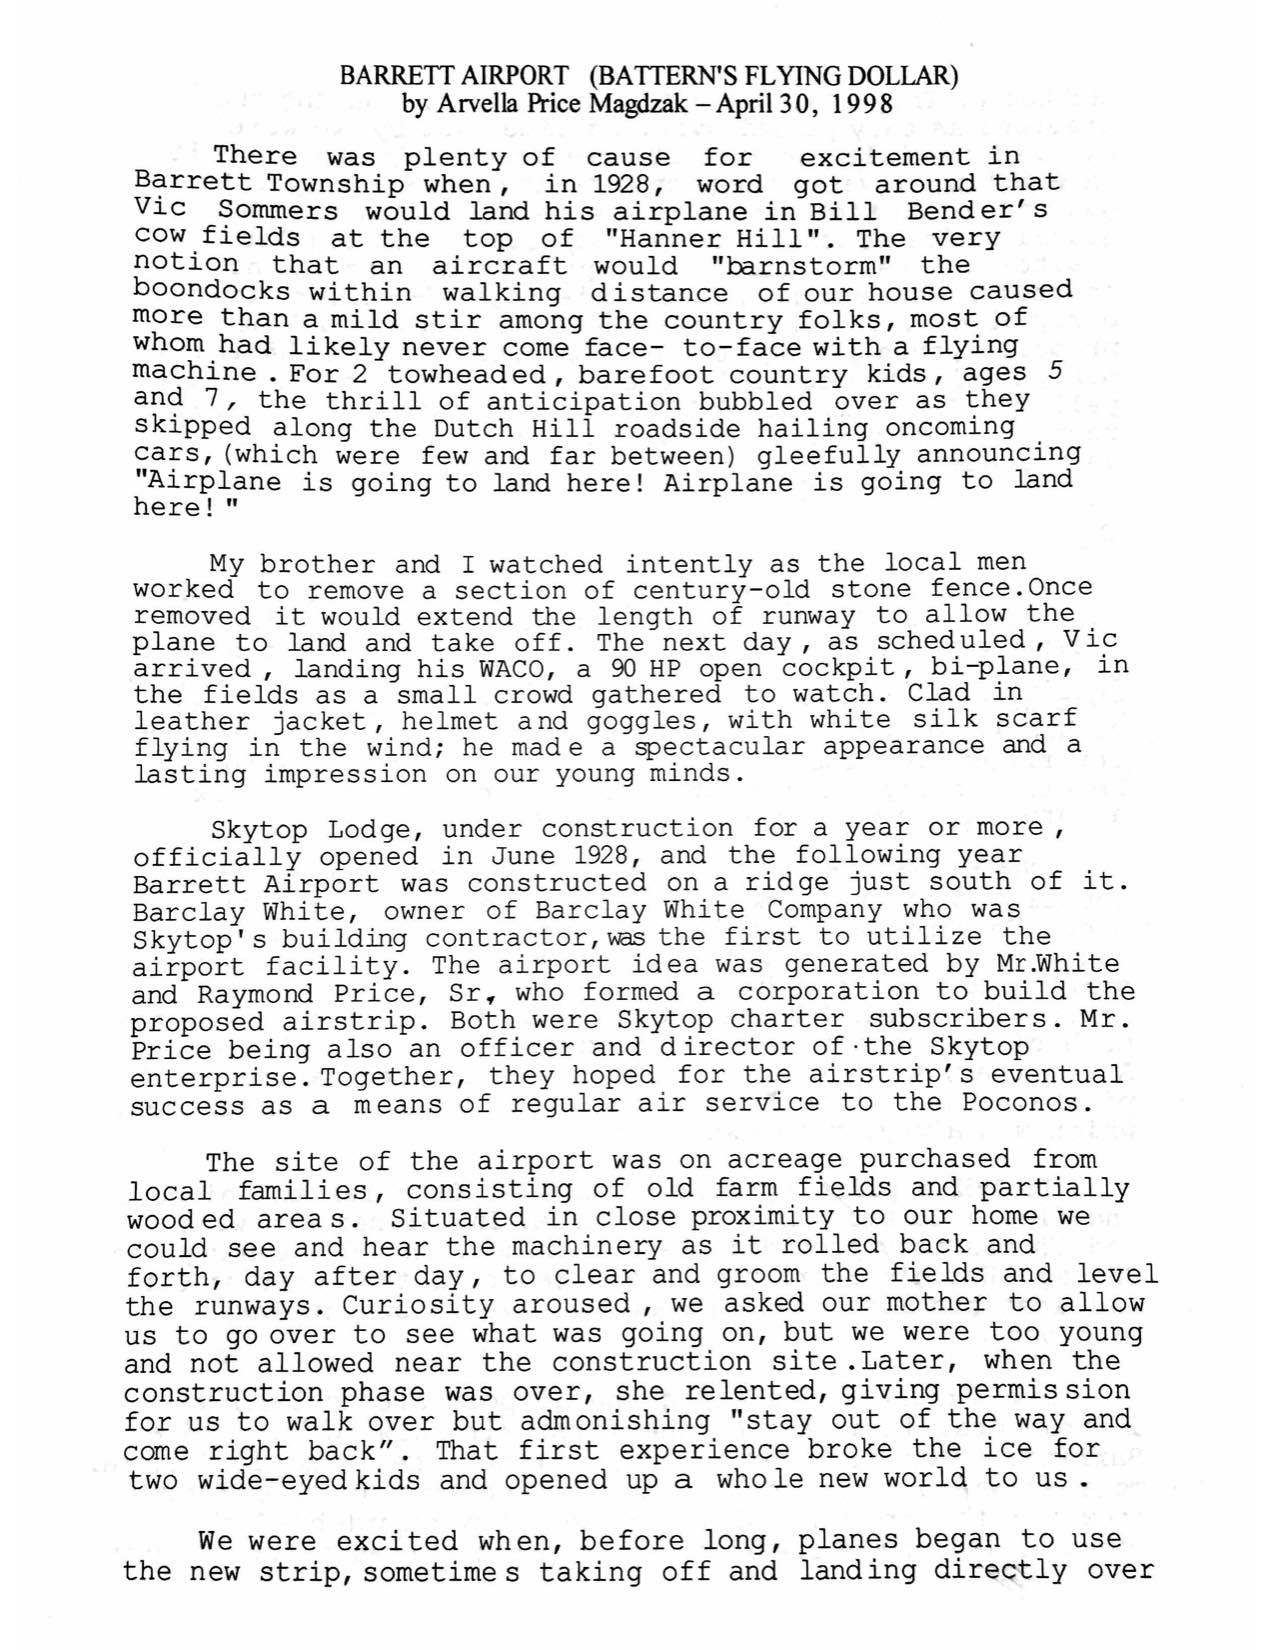 BARRETT AIRPORT (BATTERN'S FLYING DOLLAR)
by Arvella Price Magdzak – April 30, 1998
There was plenty of cause for excitement in
Barrett Township when, in 1928, word got around that
Vic Sommers would land his airplane in Bill Bender's
cow fields at the top of "Hanner Hill". The very
notion that an aircraft would "barnstorm" the
boondocks within walking distance of our house caused
more than a mild stir among the country folks, most of
whom had likely never come face- to-face with a flying
machine. For 2 towheaded, barefoot country kids, ages 5
and 7, the thrill of anticipation bubbled over as they
skipped along the Dutch Hill roadside hailing oncoming
cars, (which were few and far between) gleefully announcing
"Airplane is going to land here! Airplane is going to land
here! "
My brother and I watched intently as the local men
worked to remove a section of century-old stone fence.Once
removed it would extend the length of runway to allow the
plane to land and take off. The next day, as scheduled, Vic
arrived, landing his WACO, a 90 HP open cockpit, bi-plane, in
the fields as a small crowd gathered to watch. Clad in
leather jacket, helmet and goggles, with white silk scarf
flying in the wind; he made a spectacular appearance and a
lasting impression on our young minds.
Skytop Lodge, under construction for a year or more,
officially opened in June 1928, and the following year
Barrett Airport was constructed on a ridge just south of it.
Barclay White, owner of Barclay White Company who was
Skytop's building contractor, was the first to utilize the
airport facility. The airport idea was generated by Mr.White
and Raymond Price, Sr, who formed a corporation to build the
proposed airstrip. Both were Skytop charter subscribers. Mr.
Price being also an officer and director of the Skytop
enterprise. Together, they hoped for the airstrip's eventual
success as a means of regular air service to the Poconos.
The site of the airport was on acreage purchased from
local families, consisting of old farm fields and partially
wooded areas. Situated in close proximity to our home we
could see and hear the machinery as it rolled back and
forth, day after day, to clear and groom the fields and level
the runways. Curiosity aroused, we asked our mother to allow
us to go over to see what was going on, but we were too young
and not allowed near the construction site.Later, when the
construction phase was over, she relented, giving permission
for us to walk over but admonishing "stay out of the way and
come right back". That first experience broke the ice for
two wide-eyed kids and opened up a whole new world to us.
We were excited when, before long, planes began to use
the new strip, sometimes taking off and landing directly over